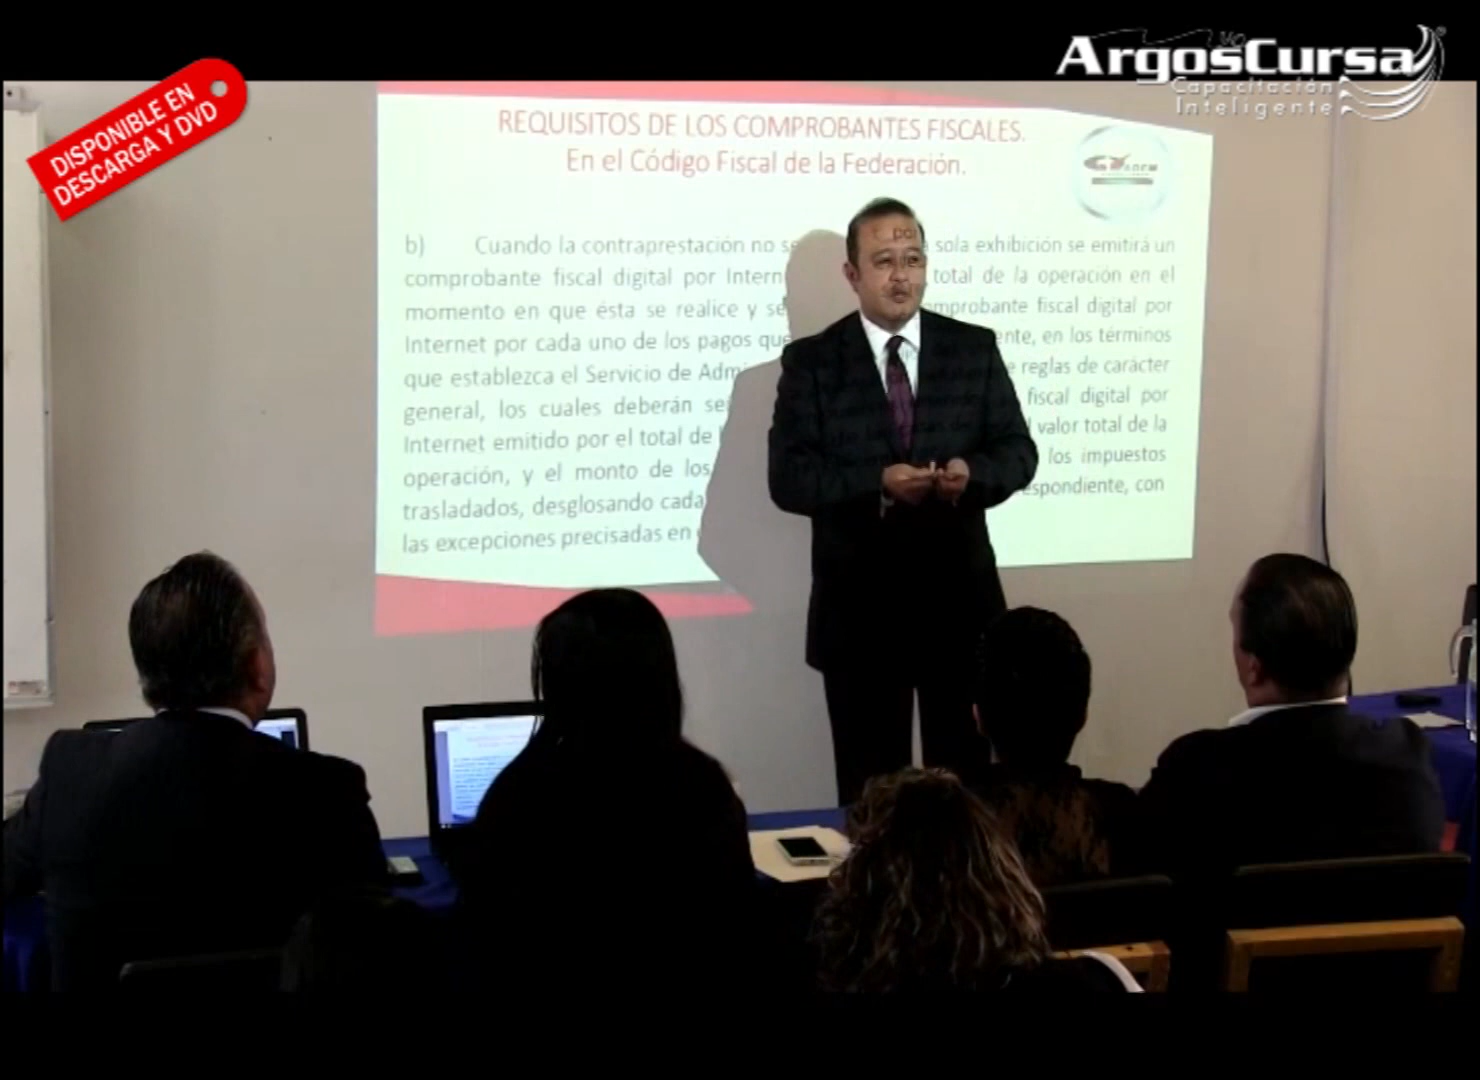 ArgosCursa
Capacitación
Inteligente
DISPONIBLE EN
DESCARGA Y DVD
REQUISITOS DE LOS COMPROBANTES FISCALES.
En el Código Fiscal de la Federación.
b) Cuando la contraprestación no se sola exhibición se emitirá un
comprobante fiscal digital por Intern total de la operación en el
momento en que ésta se realice y se comprobante fiscal digital por
Internet por cada uno de los pagos que en los términos
que establezca el Servicio de Admi reglas de carácter
general, los cuales deberán se fiscal digital por
Internet emitido por el total de valor total de la
operación, y el monto de los los impuestos
trasladados, desglosando cada espondiente, con
las excepciones precisadas en